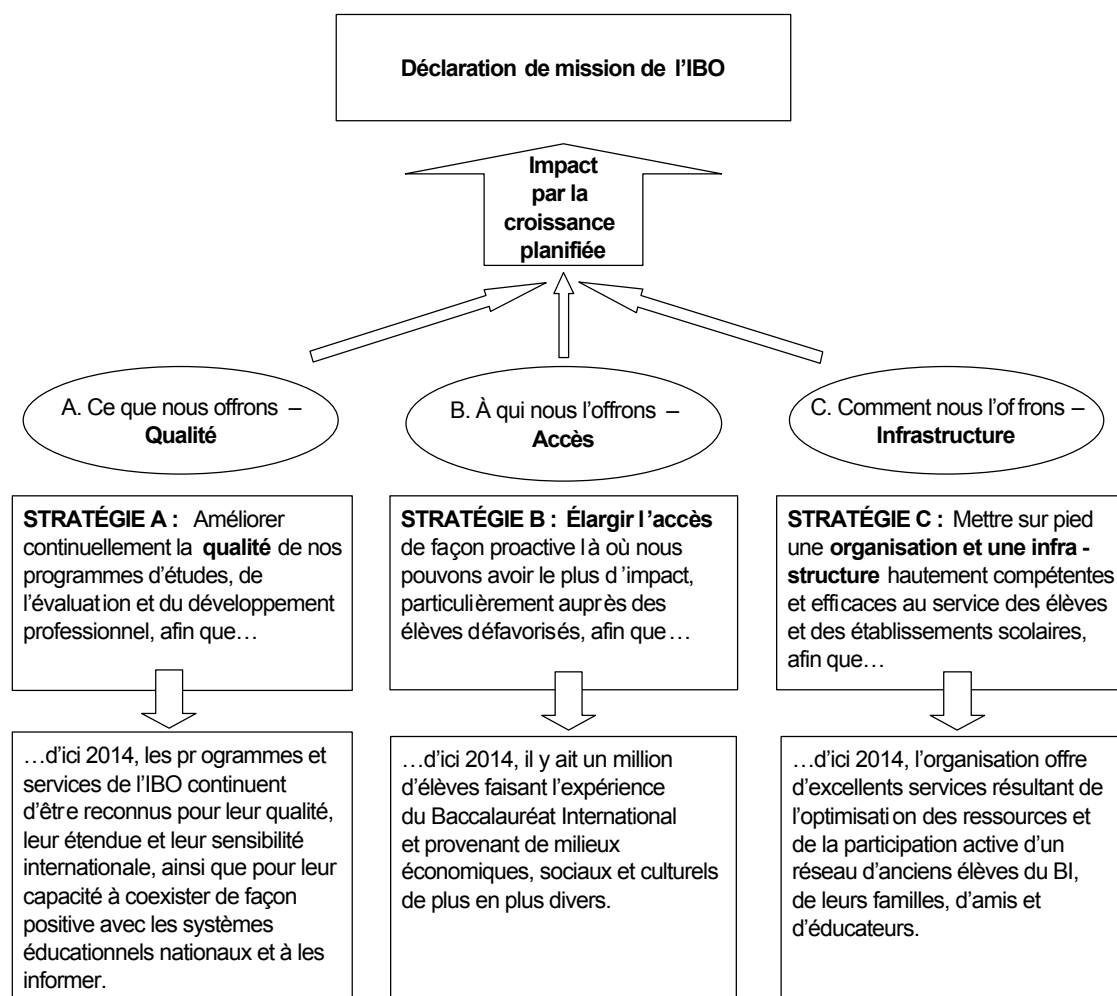 Déclaration de mission de l'IBO
Impact
par la
croissance
planifiée
A. Ce que nous offrons –
Qualité
B. À qui nous l'offrons –
Accès
C. Comment nous l'offrons –
Infrastructure
STRATÉGIE A : Améliorer
continuellement la qualité de nos
programmes d'études, de
l'évaluation et du développement
professionnel, afin que…
STRATÉGIE B : Élargir l'accès
de façon proactive là où nous
pouvons avoir le plus d'impact,
particulièrement auprès des
élèves défavorisés, afin que…
STRATÉGIE C : Mettre sur pied
une organisation et une infra -
structure hautement compétentes
et efficaces au service des élèves
et des établissements scolaires,
afin que…
…d'ici 2014, les programmes et
services de l'IBO continuent
d'être reconnus pour leur qualité,
leur étendue et leur sensibilité
internationale, ainsi que pour leur
capacité à coexister de façon
positive avec les systèmes
éducationnels nationaux et à les
informer.
…d'ici 2014, il y ait un million
d'élèves faisant l'expérience
du Baccalauréat International
et provenant de milieux
économiques, sociaux et culturels
de plus en plus divers.
…d'ici 2014, l'organisation offre
d'excellents services résultant de
l'optimisation des ressources et
de la participation active d'un
réseau d'anciens élèves du BI,
de leurs familles, d'amis et
d'éducateurs.